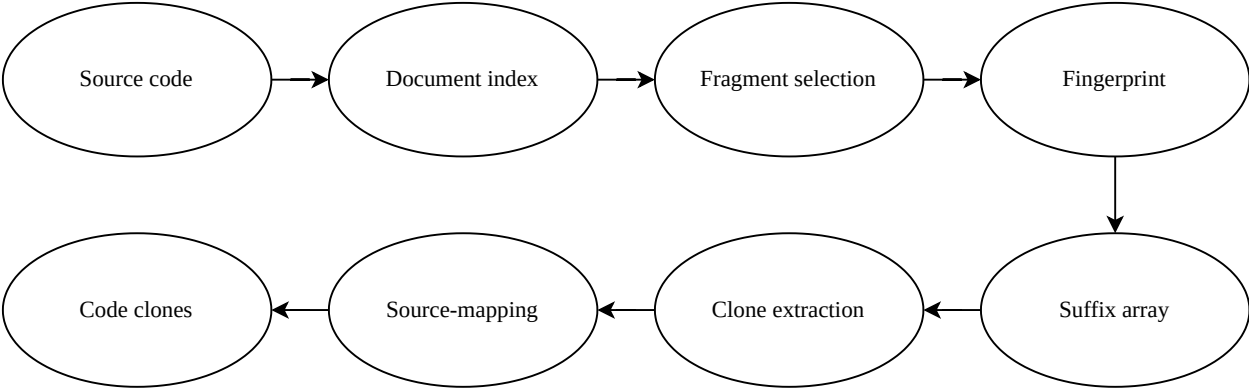 Source code
Document index
Fragment selection
Fingerprint
Code clones
Source-mapping
Clone extraction
Suffix array